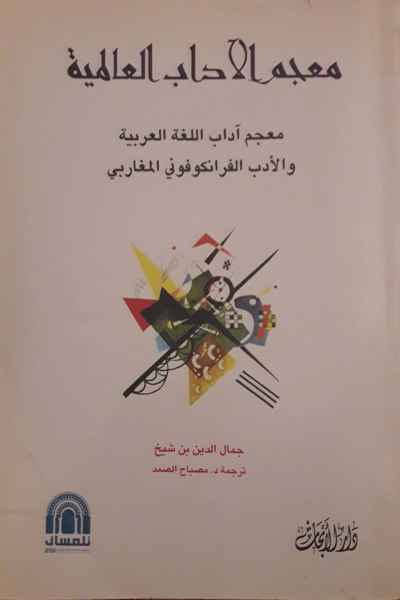 معجم الآداب العالمية
معجم آداب اللغة العربية
والأدب الفرانكوفوني المغاربي
جمال الدين بن شيخ
ترجمة د. مصباح الصمد
تلمسان
دار الأبحاث